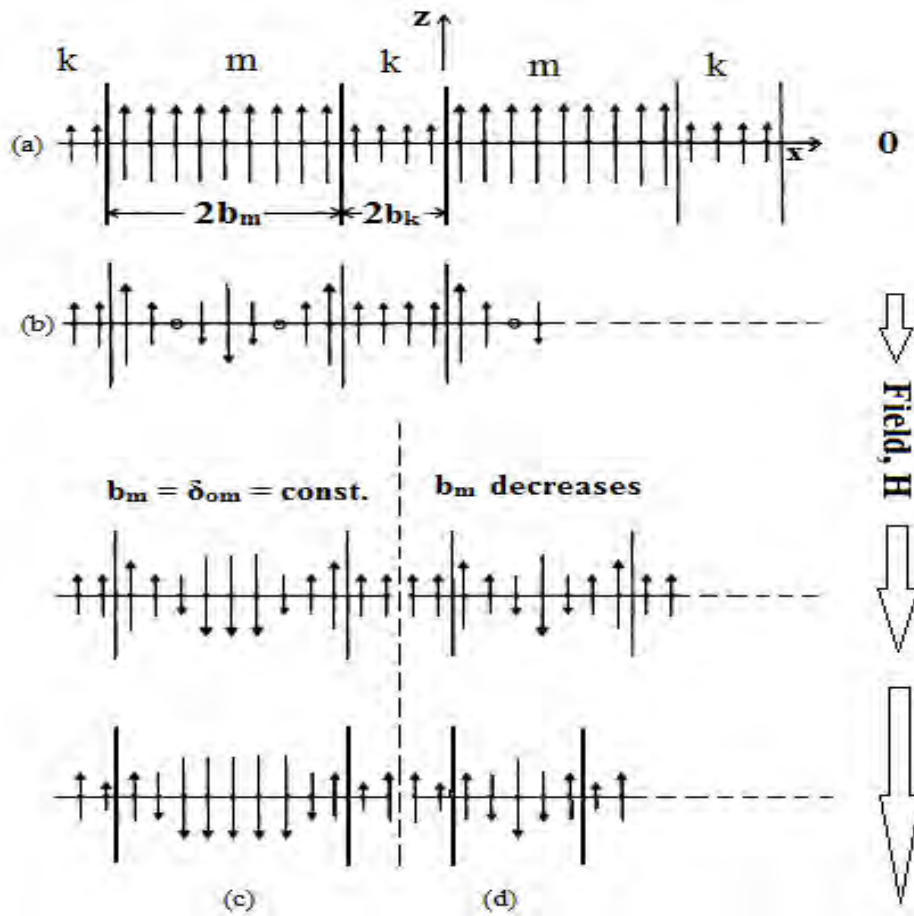 z
k m k m k
(a) x 0
2bₘ 2bₖ
(b)
Field, H
bₘ = δₒₘ = const. bₘ decreases
(c) (d)